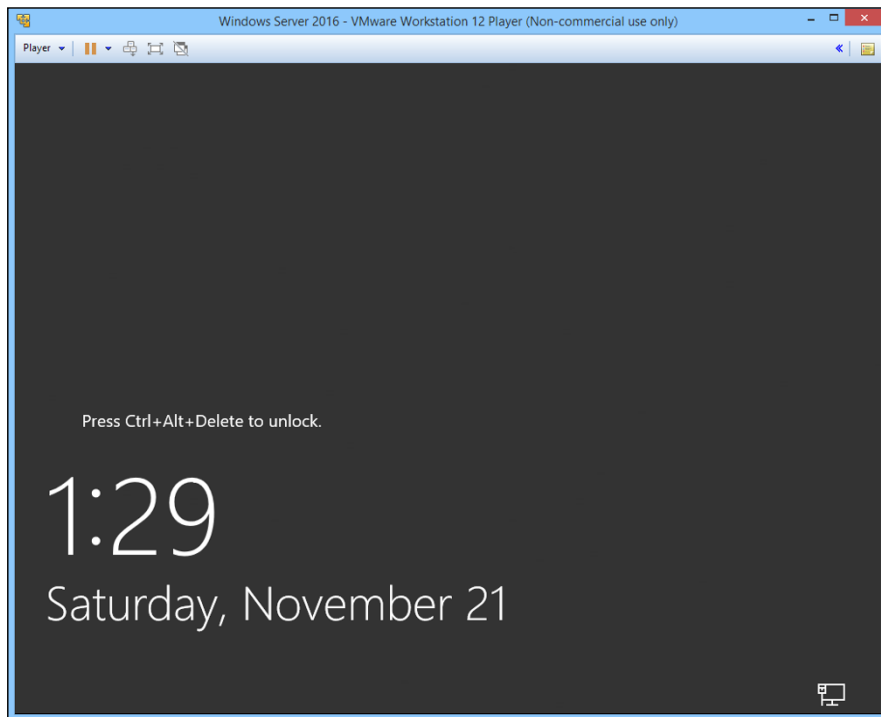 Windows Server 2016 - VMware Workstation 12 Player (Non-commercial use only)
Player
Press Ctrl+Alt+Delete to unlock.
1:29
Saturday, November 21